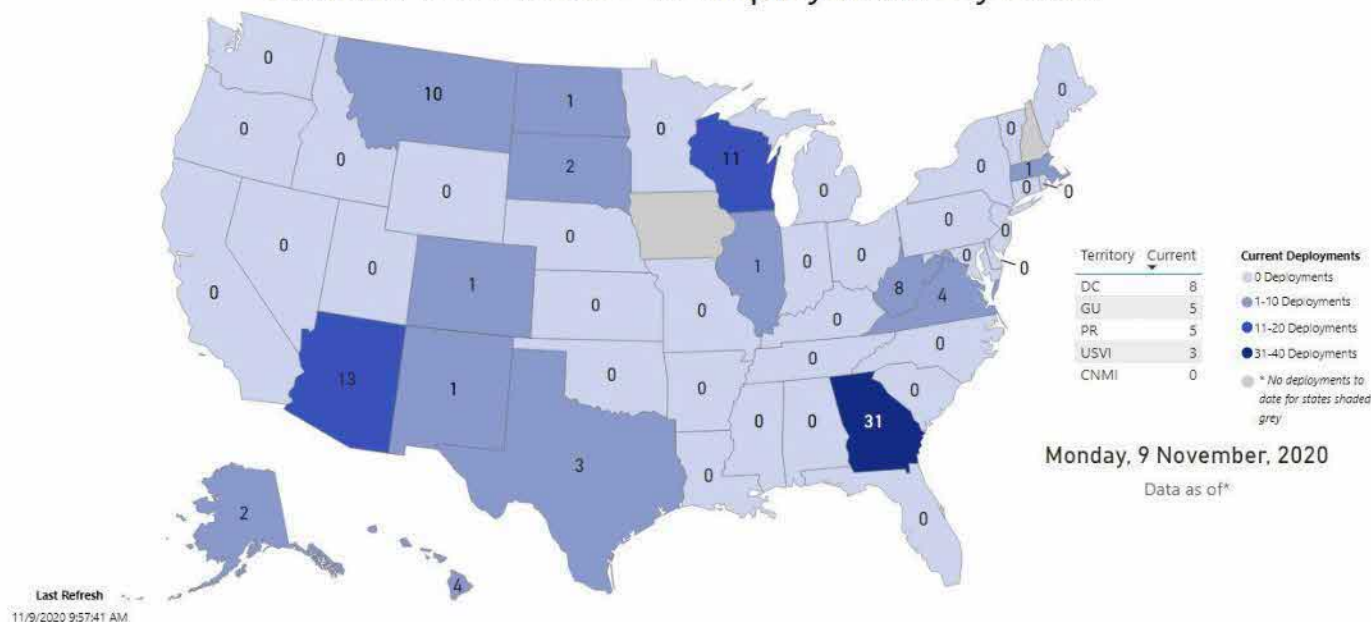 0
10
1
0
0
0
0
0
2
11
0
0
1
0
0
0
0
0
0
0
0
0
0
0
0
1
0
0
1
0
0
0
8
4
0
0
13
1
0
0
0
0
0
0
0
31
3
0
0
2
4
Territory Current
DC 8
GU 5
PR 5
USVI 3
CNMI 0
Current Deployments
0 Deployments
1-10 Deployments
11-20 Deployments
31-40 Deployments
* No deployments to
date for states shaded
grey
Monday, 9 November, 2020
Data as of*
Last Refresh
11/9/2020 9:57:41 AM